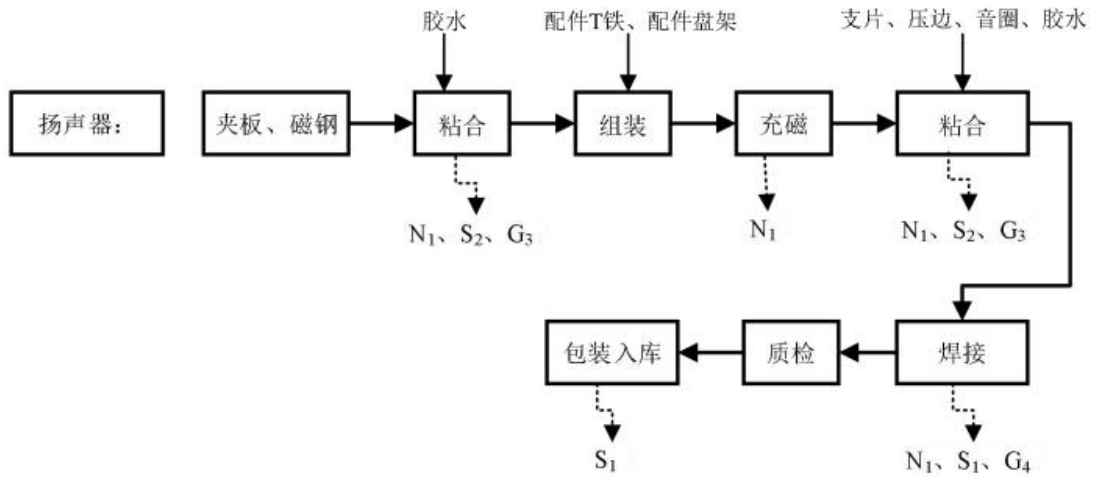 胶水
配件T铁、配件盘架
支片、压边、音圈、胶水
扬声器：
夹板、磁钢
粘合
组装
充磁
粘合
N₁、S₂、G₃
N₁
N₁、S₂、G₃
包装入库
质检
焊接
S₁
N₁、S₁、G₄